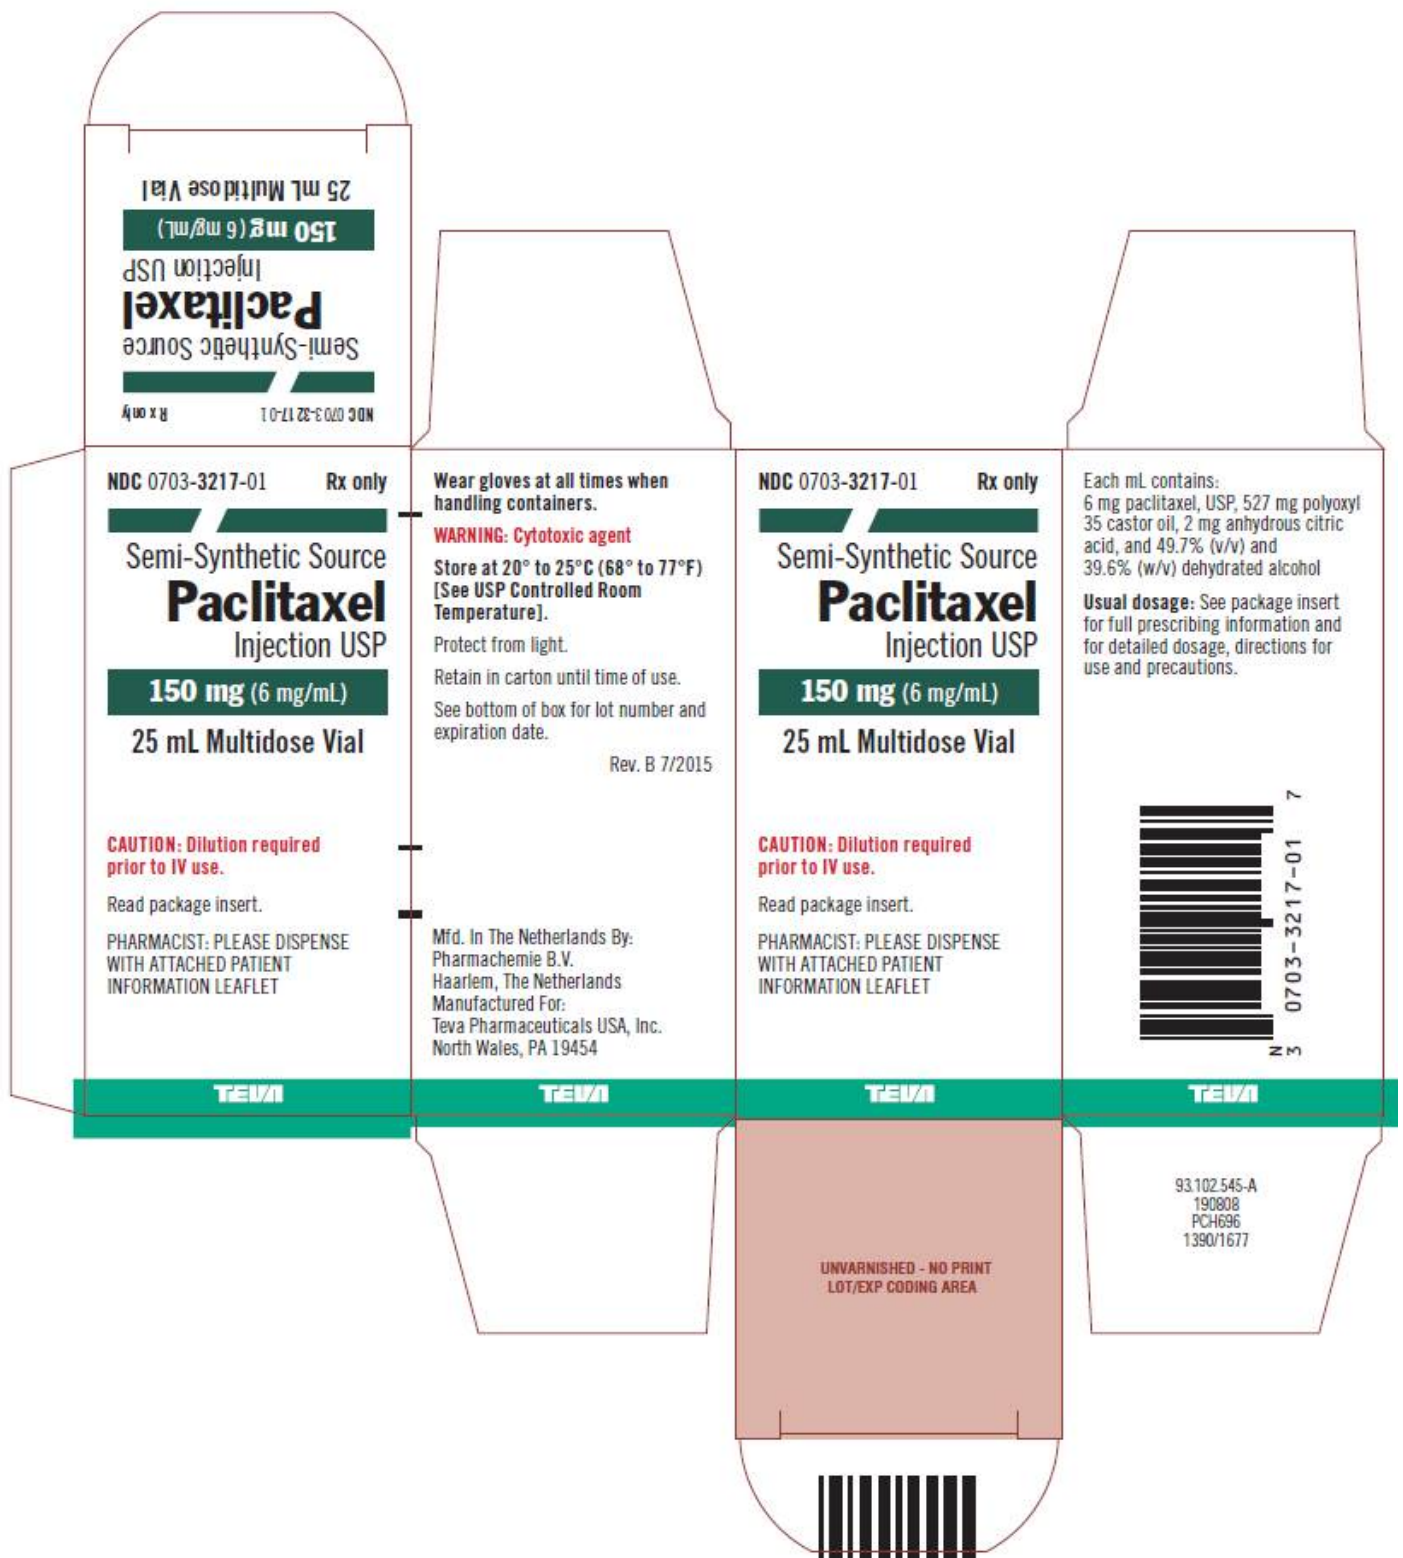 25 mL Multidose Vial
150 mg (6 mg/mL)
Injection USP
Paclitaxel
Semi-Synthetic Source
NDC 0703-3217-01 Rx only
NDC 0703-3217-01 Rx only
Semi-Synthetic Source
Paclitaxel
Injection USP
150 mg (6 mg/mL)
25 mL Multidose Vial
CAUTION: Dilution required
prior to IV use.
Read package insert.
PHARMACIST: PLEASE DISPENSE
WITH ATTACHED PATIENT
INFORMATION LEAFLET
TEVA
Wear gloves at all times when
handling containers.
WARNING: Cytotoxic agent
Store at 20° to 25°C (68° to 77°F)
[See USP Controlled Room
Temperature].
Protect from light.
Retain in carton until time of use.
See bottom of box for lot number and
expiration date.
Rev. B 7/2015
Mfd. In The Netherlands By:
Pharmachemie B.V.
Haarlem, The Netherlands
Manufactured For:
Teva Pharmaceuticals USA, Inc.
North Wales, PA 19454
TEVA
NDC 0703-3217-01 Rx only
Semi-Synthetic Source
Paclitaxel
Injection USP
150 mg (6 mg/mL)
25 mL Multidose Vial
CAUTION: Dilution required
prior to IV use.
Read package insert.
PHARMACIST: PLEASE DISPENSE
WITH ATTACHED PATIENT
INFORMATION LEAFLET
TEVA
Each mL contains:
6 mg paclitaxel, USP, 527 mg polyoxyl
35 castor oil, 2 mg anhydrous citric
acid, and 49.7% (v/v) and
39.6% (w/v) dehydrated alcohol
Usual dosage: See package insert
for full prescribing information and
for detailed dosage, directions for
use and precautions.
N
3 0703-3217-01 7
TEVA
93.102.545-A
190808
PCH696
1390/1677
UNVARNISHED - NO PRINT
LOT/EXP CODING AREA